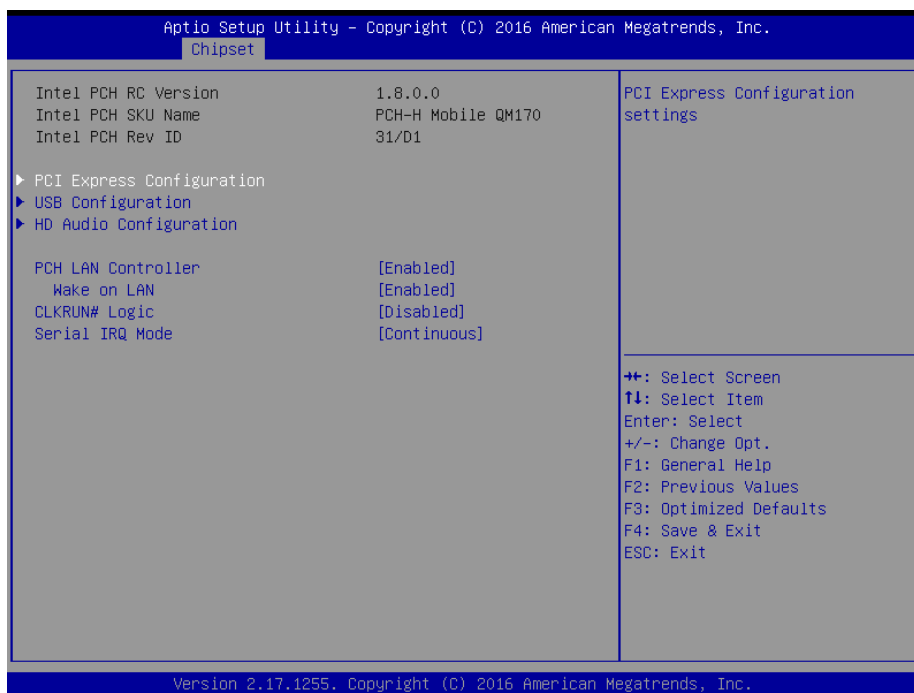 Aptio Setup Utility – Copyright (C) 2016 American Megatrends, Inc.
Chipset
Intel PCH RC Version 1.8.0.0
Intel PCH SKU Name PCH-H Mobile QM170
Intel PCH Rev ID 31/D1
PCI Express Configuration
USB Configuration
HD Audio Configuration
PCH LAN Controller [Enabled]
Wake on LAN [Enabled]
CLKRUN# Logic [Disabled]
Serial IRQ Mode [Continuous]
PCI Express Configuration
settings
→←: Select Screen
↑↓: Select Item
Enter: Select
+/-: Change Opt.
F1: General Help
F2: Previous Values
F3: Optimized Defaults
F4: Save & Exit
ESC: Exit
Version 2.17.1255. Copyright (C) 2016 American Megatrends, Inc.